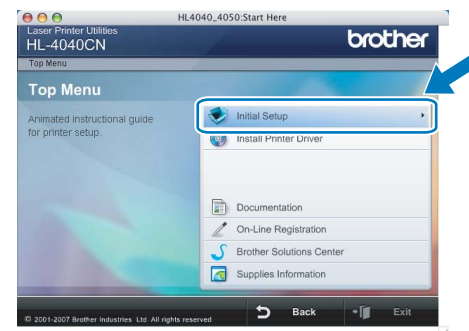 HL4040_4050:Start Here
Laser Printer Utilities
HL-4040CN
brother
Top Menu
Top Menu
Animated instructional guide
for printer setup.
Initial Setup
Install Printer Driver
Documentation
On-Line Registration
Brother Solutions Center
Supplies Information
© 2001-2007 Brother Industries Ltd. All rights reserved
Back
Exit